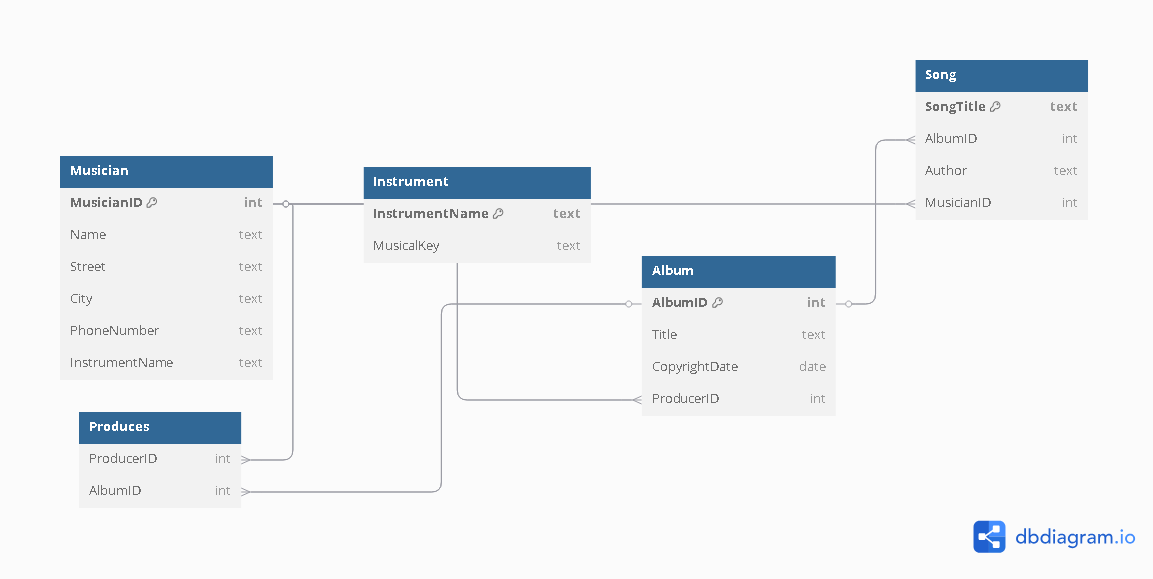 Musician
MusicianID int
Name text
Street text
City text
PhoneNumber text
InstrumentName text
Produces
ProducerID int
AlbumID int
Instrument
InstrumentName text
MusicalKey text
Album
AlbumID int
Title text
CopyrightDate date
ProducerID int
Song
SongTitle text
AlbumID int
Author text
MusicianID int
dbdiagram.io